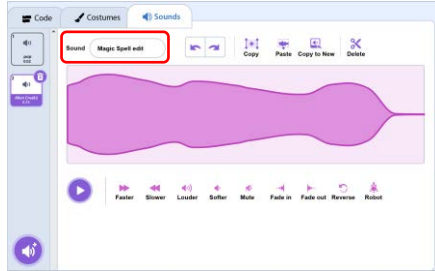 Code
Costumes
Sounds
Sound
Magic Spell edit
Copy
Paste
Copy to New
Delete
Faster
Slower
Louder
Softer
Mute
Fade in
Fade out
Reverse
Robot